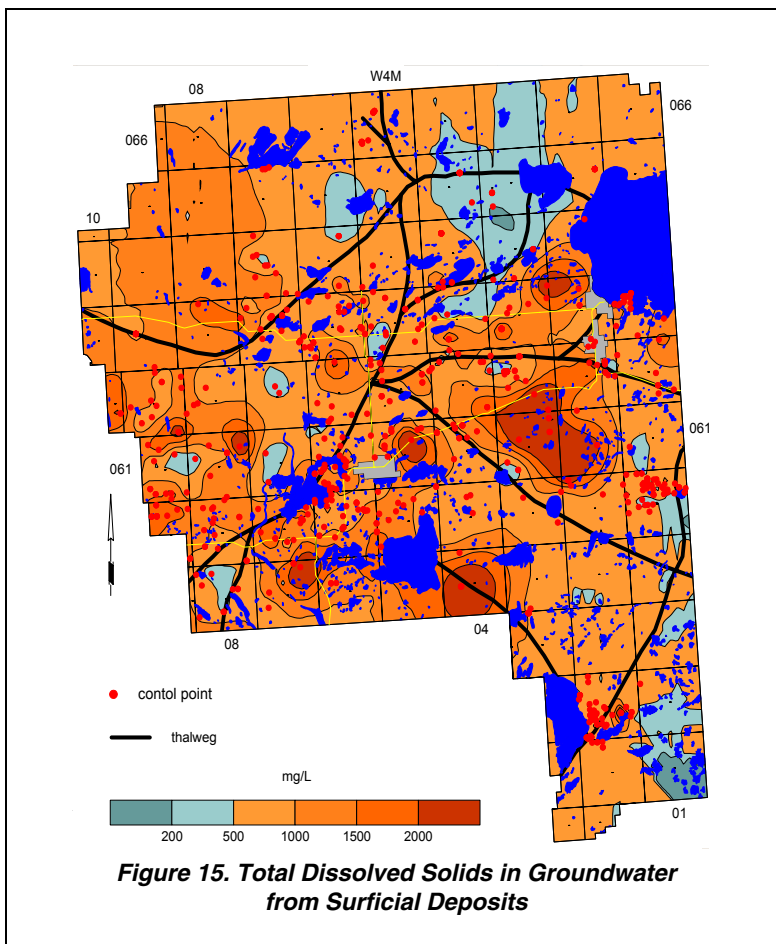 W4M
08
066
066
10
061
061
08
04
contol point
thalweg
mg/L
200 500 1000 1500 2000
01
Figure 15. Total Dissolved Solids in Groundwater
from Surficial Deposits